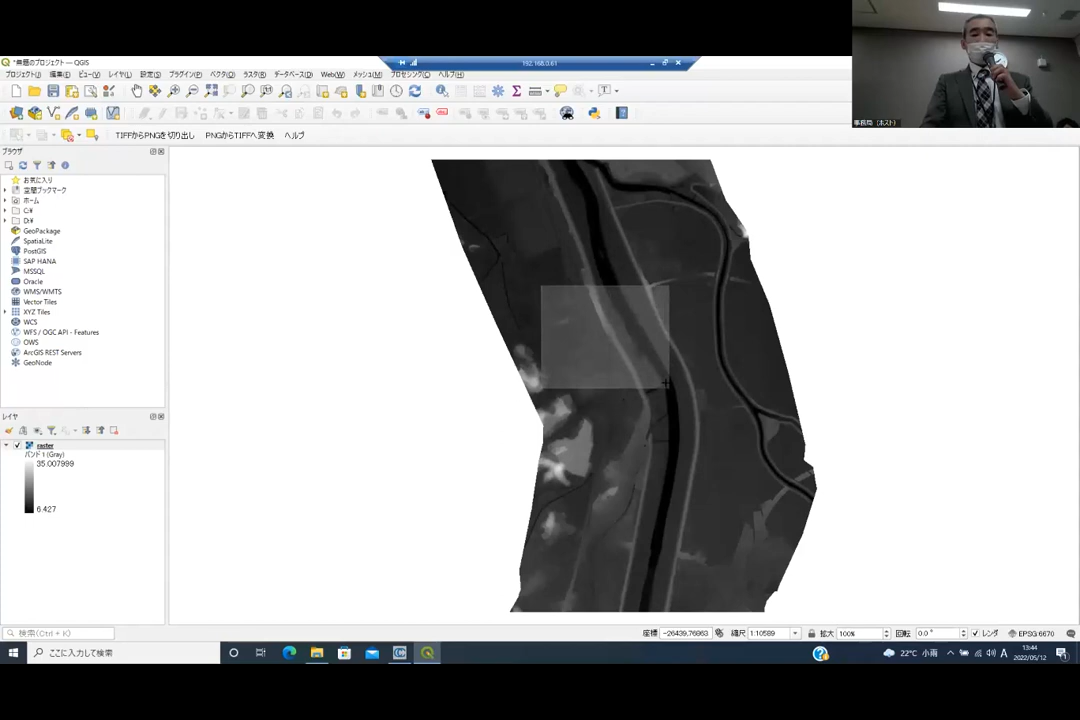 *無題のプロジェクト — QGIS
192.168.0.61
プロジェクト(J) 編集(E) ビュー(V) レイヤ(L) 設定(S) プラグイン(P) ベクタ(O) ラスタ(R) データベース(D) Web(W) メッシュ(M) プロセシング(C) ヘルプ(H)
TIFFからPNGを切り出し PNGからTIFFへ変換 ヘルプ
ブラウザ
お気に入り
空間ブックマーク
ホーム
C:¥
D:¥
GeoPackage
SpatiaLite
PostGIS
SAP HANA
MSSQL
Oracle
WMS/WMTS
Vector Tiles
XYZ Tiles
WCS
WFS / OGC API - Features
OWS
ArcGIS REST Servers
GeoNode
レイヤ
raster
バンド 1 (Gray)
35.007999
6.427
事務局 (ホスト)
検索(Ctrl + K)
座標 縮尺 1:10589 拡大 100% 回転 0.0 ° レンダ EPSG:6670
ここに入力して検索
22°C 小雨 A 13:44
2022/05/12